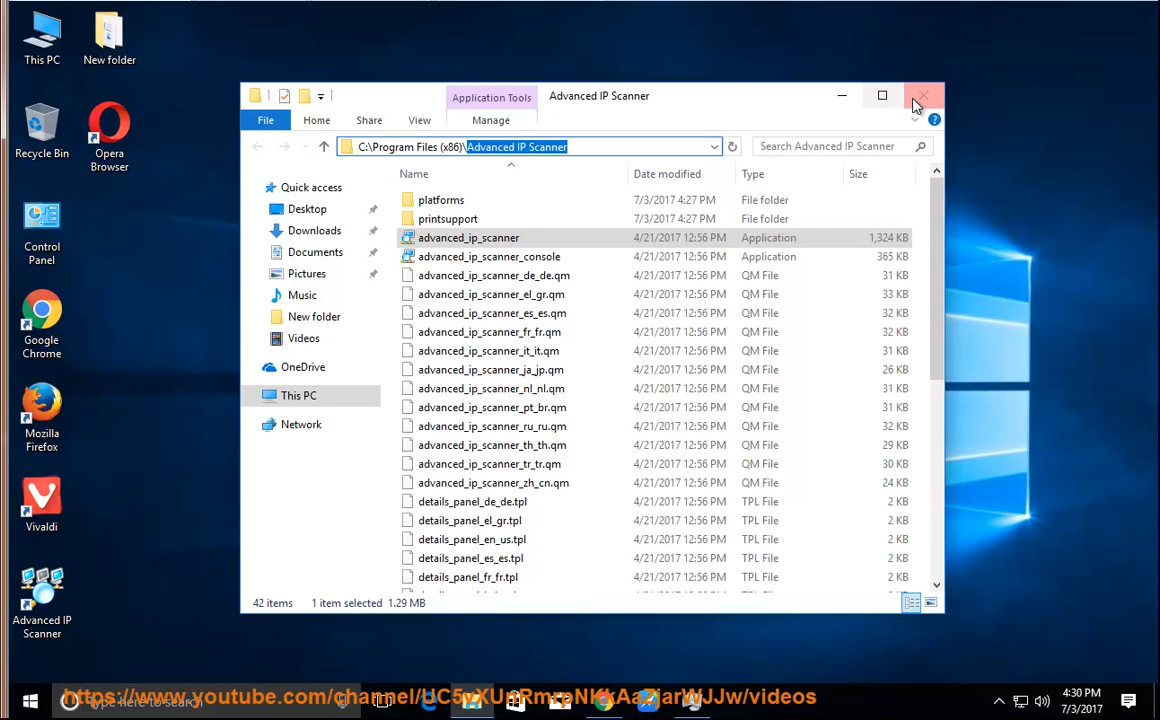 This PC
New folder
Recycle Bin
Opera
Browser
Control
Panel
Google
Chrome
Mozilla
Firefox
Vivaldi
Advanced IP
Scanner
Application Tools
Advanced IP Scanner
File
Home
Share
View
Manage
C:\Program Files (x86)\Advanced IP Scanner
Search Advanced IP Scanner
Quick access
Desktop
Downloads
Documents
Pictures
Music
New folder
Videos
OneDrive
This PC
Network
Name Date modified Type Size
platforms 7/3/2017 4:27 PM File folder
printsupport 7/3/2017 4:27 PM File folder
advanced_ip_scanner 4/21/2017 12:56 PM Application 1,324 KB
advanced_ip_scanner_console 4/21/2017 12:56 PM Application 365 KB
advanced_ip_scanner_de_de.qm 4/21/2017 12:56 PM QM File 31 KB
advanced_ip_scanner_el_gr.qm 4/21/2017 12:56 PM QM File 33 KB
advanced_ip_scanner_es_es.qm 4/21/2017 12:56 PM QM File 32 KB
advanced_ip_scanner_fr_fr.qm 4/21/2017 12:56 PM QM File 32 KB
advanced_ip_scanner_it_it.qm 4/21/2017 12:56 PM QM File 31 KB
advanced_ip_scanner_ja_jp.qm 4/21/2017 12:56 PM QM File 26 KB
advanced_ip_scanner_nl_nl.qm 4/21/2017 12:56 PM QM File 31 KB
advanced_ip_scanner_pt_br.qm 4/21/2017 12:56 PM QM File 31 KB
advanced_ip_scanner_ru_ru.qm 4/21/2017 12:56 PM QM File 32 KB
advanced_ip_scanner_th_th.qm 4/21/2017 12:56 PM QM File 29 KB
advanced_ip_scanner_tr_tr.qm 4/21/2017 12:56 PM QM File 30 KB
advanced_ip_scanner_zh_cn.qm 4/21/2017 12:56 PM QM File 24 KB
details_panel_de_de.tpl 4/21/2017 12:56 PM TPL File 2 KB
details_panel_el_gr.tpl 4/21/2017 12:56 PM TPL File 2 KB
details_panel_en_us.tpl 4/21/2017 12:56 PM TPL File 2 KB
details_panel_es_es.tpl 4/21/2017 12:56 PM TPL File 2 KB
details_panel_fr_fr.tpl 4/21/2017 12:56 PM TPL File 2 KB
42 items 1 item selected 1.29 MB
Type here to search
4:30 PM
7/3/2017